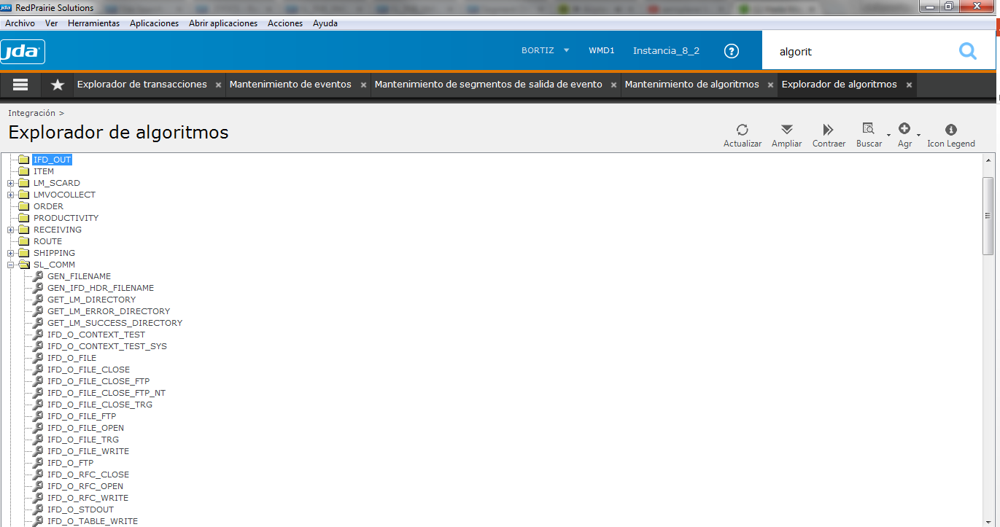 jda RedPrairie Solutions
Archivo Ver Herramientas Aplicaciones Abrir aplicaciones Acciones Ayuda
jda BORTIZ WMD1 Instancia_8_2 ? algorit
Explorador de transacciones × Mantenimiento de eventos × Mantenimiento de segmentos de salida de evento × Mantenimiento de algoritmos × Explorador de algoritmos ×
Integración >
Explorador de algoritmos
Actualizar Ampliar Contraer Buscar Agr Icon Legend
IFD_OUT
ITEM
LM_SCARD
LMVOCOLLECT
ORDER
PRODUCTIVITY
RECEIVING
ROUTE
SHIPPING
SL_COMM
GEN_FILENAME
GEN_IFD_HDR_FILENAME
GET_LM_DIRECTORY
GET_LM_ERROR_DIRECTORY
GET_LM_SUCCESS_DIRECTORY
IFD_O_CONTEXT_TEST
IFD_O_CONTEXT_TEST_SYS
IFD_O_FILE
IFD_O_FILE_CLOSE
IFD_O_FILE_CLOSE_FTP
IFD_O_FILE_CLOSE_FTP_NT
IFD_O_FILE_CLOSE_TRG
IFD_O_FILE_FTP
IFD_O_FILE_OPEN
IFD_O_FILE_TRG
IFD_O_FILE_WRITE
IFD_O_FTP
IFD_O_RFC_CLOSE
IFD_O_RFC_OPEN
IFD_O_RFC_WRITE
IFD_O_STDOUT
IFD_O_TABLE_WRITE